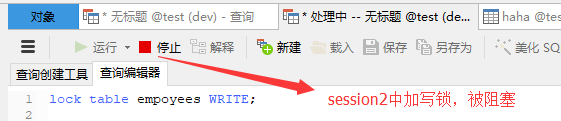 对象
* 无标题 @test (dev) - 查询
* 处理中 -- 无标题 @test (de...
haha @tes
运行
停止
解释
新建
载入
保存
另存为
美化 SQ
查询创建工具
查询编辑器
1 lock table empoyees WRITE;
2
session2中加写锁，被阻塞